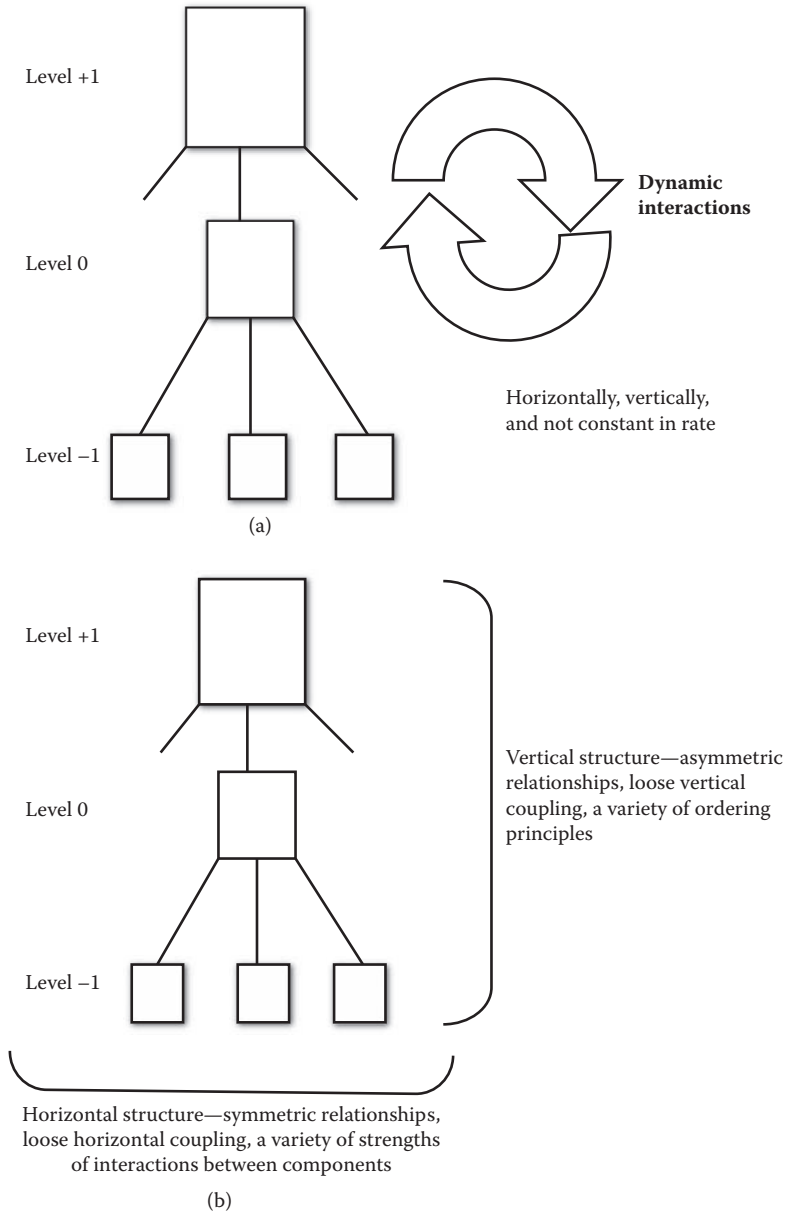 Level +1
Dynamic
interactions
Level 0
Horizontally, vertically,
and not constant in rate
Level −1
(a)
Level +1
Vertical structure—asymmetric
relationships, loose vertical
coupling, a variety of ordering
principles
Level 0
Level −1
Horizontal structure—symmetric relationships,
loose horizontal coupling, a variety of strengths
of interactions between components
(b)